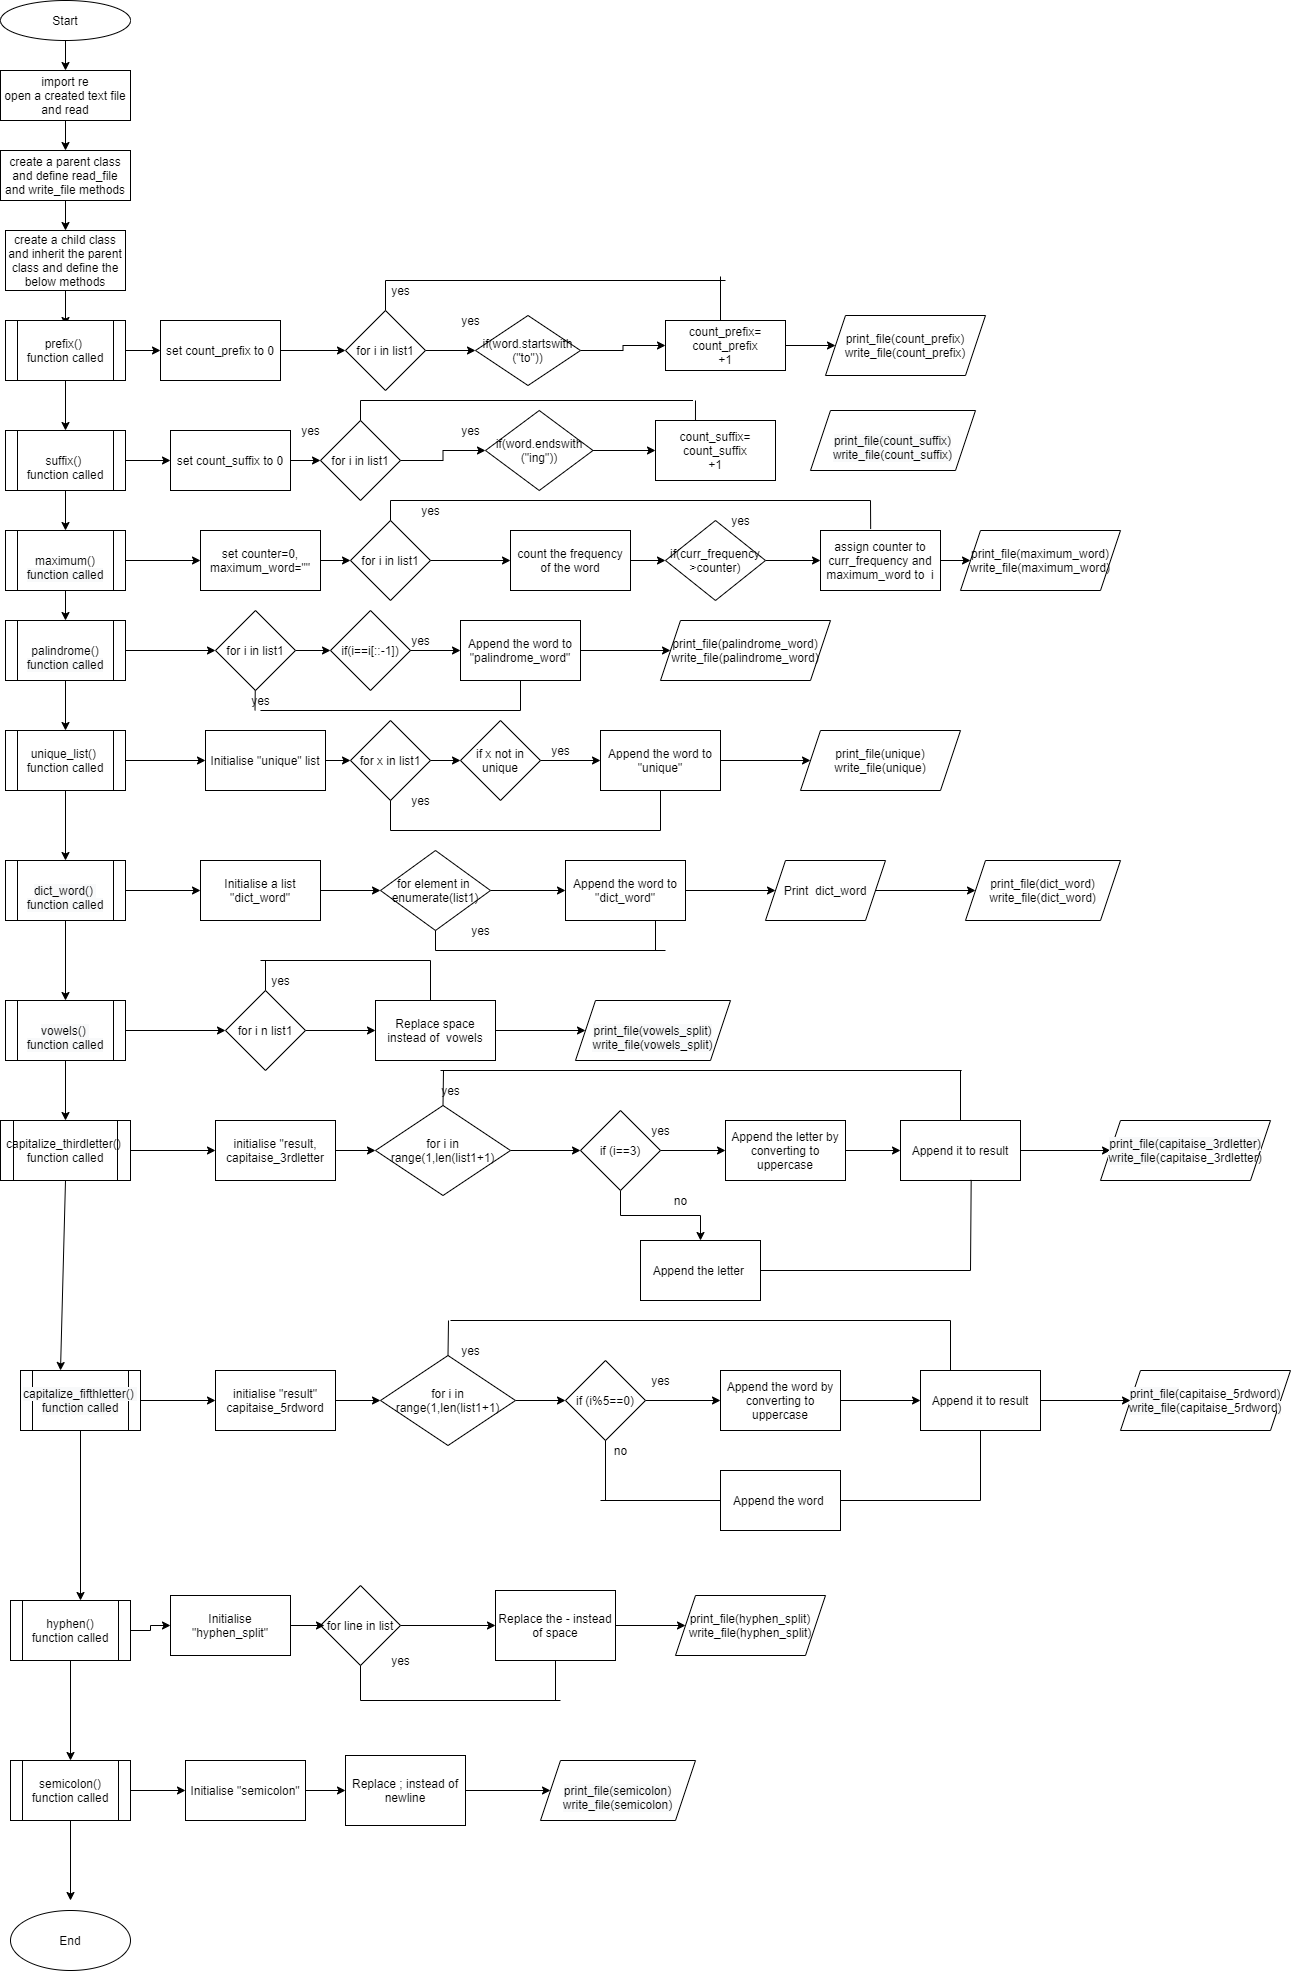 Start
import re
open a created text file
and read
create a parent class
and define read_file
and write_file methods
create a child class
and inherit the parent
class and define the
below methods
prefix()
function called
set count_prefix to 0
yes
for i in list1
yes
if(word.startswith
("to"))
count_prefix=
count_prefix
+1
print_file(count_prefix)
write_file(count_prefix)
suffix()
function called
set count_suffix to 0
yes
for i in list1
yes
if(word.endswith
("ing"))
count_suffix=
count_suffix
+1
print_file(count_suffix)
write_file(count_suffix)
maximum()
function called
set counter=0,
maximum_word=""
yes
for i in list1
count the frequency
of the word
yes
if(curr_frequency
>counter)
assign counter to
curr_frequency and
maximum_word to i
print_file(maximum_word)
write_file(maximum_word)
palindrome()
function called
for i in list1
yes
if(i==i[::-1])
yes
Append the word to
"palindrome_word"
print_file(palindrome_word)
write_file(palindrome_word)
unique_list()
function called
Initialise "unique" list
for x in list1
yes
if x not in
unique
yes
Append the word to
"unique"
print_file(unique)
write_file(unique)
dict_word()
function called
Initialise a list
"dict_word"
for element in
enumerate(list1)
yes
Append the word to
"dict_word"
Print dict_word
print_file(dict_word)
write_file(dict_word)
vowels()
function called
yes
for i n list1
Replace space
instead of vowels
print_file(vowels_split)
write_file(vowels_split)
capitalize_thirdletter()
function called
initialise "result,
capitaise_3rdletter
yes
for i in
range(1,len(list1+1)
if (i==3)
yes
no
Append the letter by
converting to
uppercase
Append the letter
Append it to result
print_file(capitaise_3rdletter)
write_file(capitaise_3rdletter)
capitalize_fifthletter()
function called
initialise "result"
capitaise_5rdword
yes
for i in
range(1,len(list1+1)
if (i%5==0)
yes
no
Append the word by
converting to
uppercase
Append the word
Append it to result
print_file(capitaise_5rdword)
write_file(capitaise_5rdword)
hyphen()
function called
Initialise
"hyphen_split"
for line in list
yes
Replace the - instead
of space
print_file(hyphen_split)
write_file(hyphen_split)
semicolon()
function called
Initialise "semicolon"
Replace ; instead of
newline
print_file(semicolon)
write_file(semicolon)
End